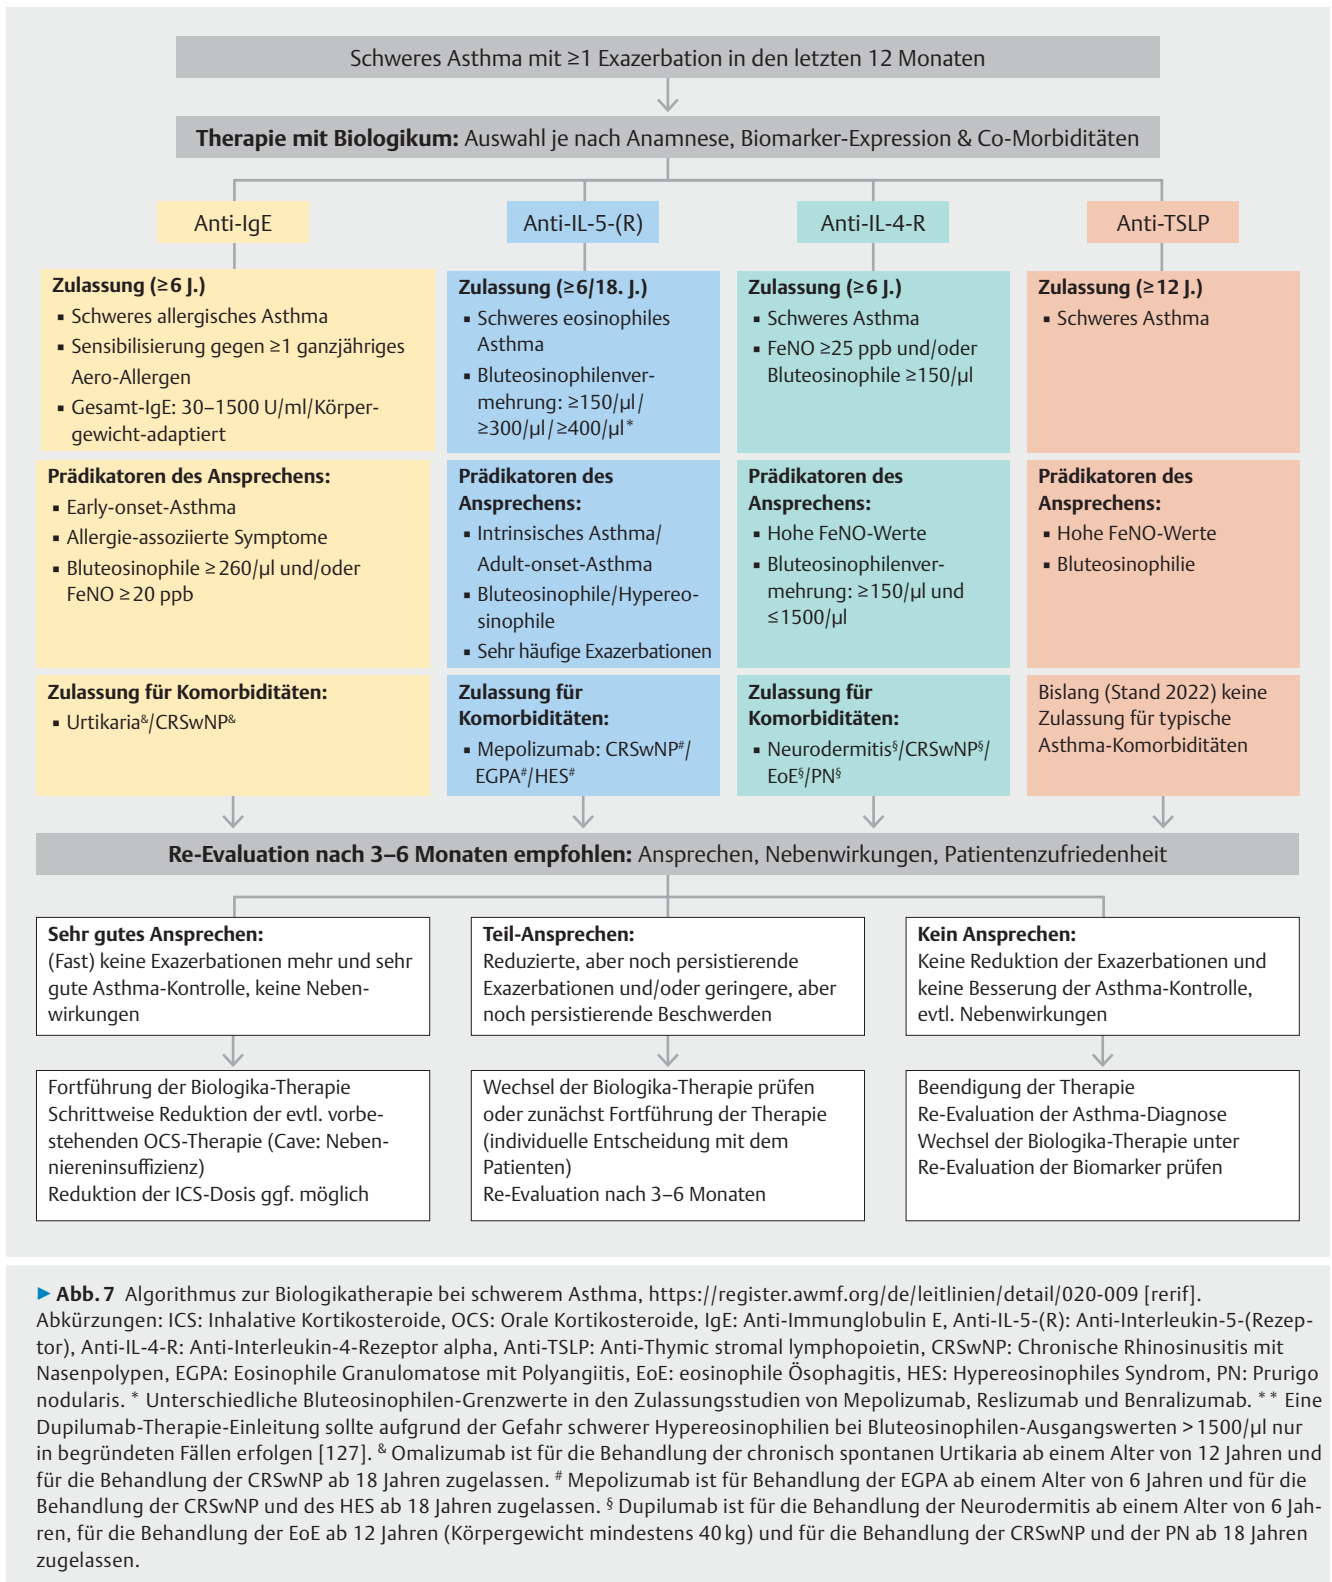 Schweres Asthma mit ≥1 Exazerbation in den letzten 12 Monaten
Therapie mit Biologikum: Auswahl je nach Anamnese, Biomarker-Expression & Co-Morbiditäten
Anti-IgE
Zulassung (≥6 J.)
▪ Schweres allergisches Asthma
▪ Sensibilisierung gegen ≥1 ganzjähriges
Aero-Allergen
▪ Gesamt-IgE: 30–1500 U/ml/Körper-
gewicht-adaptiert
Prädikatoren des Ansprechens:
▪ Early-onset-Asthma
▪ Allergie-assoziierte Symptome
▪ Bluteosinophile ≥260/µl und/oder
FeNO ≥20 ppb
Zulassung für Komorbiditäten:
▪ Urtikaria&/CRSwNP&
Anti-IL-5-(R)
Zulassung (≥6/18. J.)
▪ Schweres eosinophiles
Asthma
▪ Bluteosinophilenver-
mehrung: ≥150/µl/
≥300/µl/≥400/µl*
Prädikatoren des
Ansprechens:
▪ Intrinsisches Asthma/
Adult-onset-Asthma
▪ Bluteosinophile/Hypereo-
sinophile
▪ Sehr häufige Exazerbationen
Zulassung für
Komorbiditäten:
▪ Mepolizumab: CRSwNP#/
EGPA#/HES#
Anti-IL-4-R
Zulassung (≥6 J.)
▪ Schweres Asthma
▪ FeNO ≥25 ppb und/oder
Bluteosinophile ≥150/µl
Prädikatoren des
Ansprechens:
▪ Hohe FeNO-Werte
▪ Bluteosinophilenver-
mehrung: ≥150/µl und
≤1500/µl
Zulassung für
Komorbiditäten:
▪ Neurodermitis§/CRSwNP§/
EoE§/PN§
Anti-TSLP
Zulassung (≥12 J.)
▪ Schweres Asthma
Prädikatoren des
Ansprechens:
▪ Hohe FeNO-Werte
▪ Bluteosinophilie
Bislang (Stand 2022) keine
Zulassung für typische
Asthma-Komorbiditäten
Re-Evaluation nach 3–6 Monaten empfohlen: Ansprechen, Nebenwirkungen, Patientenzufriedenheit
Sehr gutes Ansprechen:
(Fast) keine Exazerbationen mehr und sehr
gute Asthma-Kontrolle, keine Neben-
wirkungen
Fortführung der Biologika-Therapie
Schrittweise Reduktion der evtl. vorbe-
stehenden OCS-Therapie (Cave: Neben-
niereninsuffizienz)
Reduktion der ICS-Dosis ggf. möglich
Teil-Ansprechen:
Reduzierte, aber noch persistierende
Exazerbationen und/oder geringere, aber
noch persistierende Beschwerden
Wechsel der Biologika-Therapie prüfen
oder zunächst Fortführung der Therapie
(individuelle Entscheidung mit dem
Patienten)
Re-Evaluation nach 3–6 Monaten
Kein Ansprechen:
Keine Reduktion der Exazerbationen und
keine Besserung der Asthma-Kontrolle,
evtl. Nebenwirkungen
Beendigung der Therapie
Re-Evaluation der Asthma-Diagnose
Wechsel der Biologika-Therapie unter
Re-Evaluation der Biomarker prüfen
▶ Abb. 7 Algorithmus zur Biologikatherapie bei schwerem Asthma, https://register.awmf.org/de/leitlinien/detail/020-009 [rerif].
Abkürzungen: ICS: Inhalative Kortikosteroide, OCS: Orale Kortikosteroide, IgE: Anti-Immunglobulin E, Anti-IL-5-(R): Anti-Interleukin-5-(Rezep-
tor), Anti-IL-4-R: Anti-Interleukin-4-Rezeptor alpha, Anti-TSLP: Anti-Thymic stromal lymphopoietin, CRSwNP: Chronische Rhinosinusitis mit
Nasenpolypen, EGPA: Eosinophile Granulomatose mit Polyangiitis, EoE: eosinophile Ösophagitis, HES: Hypereosinophiles Syndrom, PN: Prurigo
nodularis. * Unterschiedliche Bluteosinophilen-Grenzwerte in den Zulassungsstudien von Mepolizumab, Reslizumab und Benralizumab. ** Eine
Dupilumab-Therapie-Einleitung sollte aufgrund der Gefahr schwerer Hypereosinophilien bei Bluteosinophilen-Ausgangswerten >1500/µl nur
in begründeten Fällen erfolgen [127]. & Omalizumab ist für die Behandlung der chronisch spontanen Urtikaria ab einem Alter von 12 Jahren und
für die Behandlung der CRSwNP ab 18 Jahren zugelassen. # Mepolizumab ist für Behandlung der EGPA ab einem Alter von 6 Jahren und für die
Behandlung der CRSwNP und des HES ab 18 Jahren zugelassen. § Dupilumab ist für die Behandlung der Neurodermitis ab einem Alter von 6 Jah-
ren, für die Behandlung der EoE ab 12 Jahren (Körpergewicht mindestens 40 kg) und für die Behandlung der CRSwNP und der PN ab 18 Jahren
zugelassen.